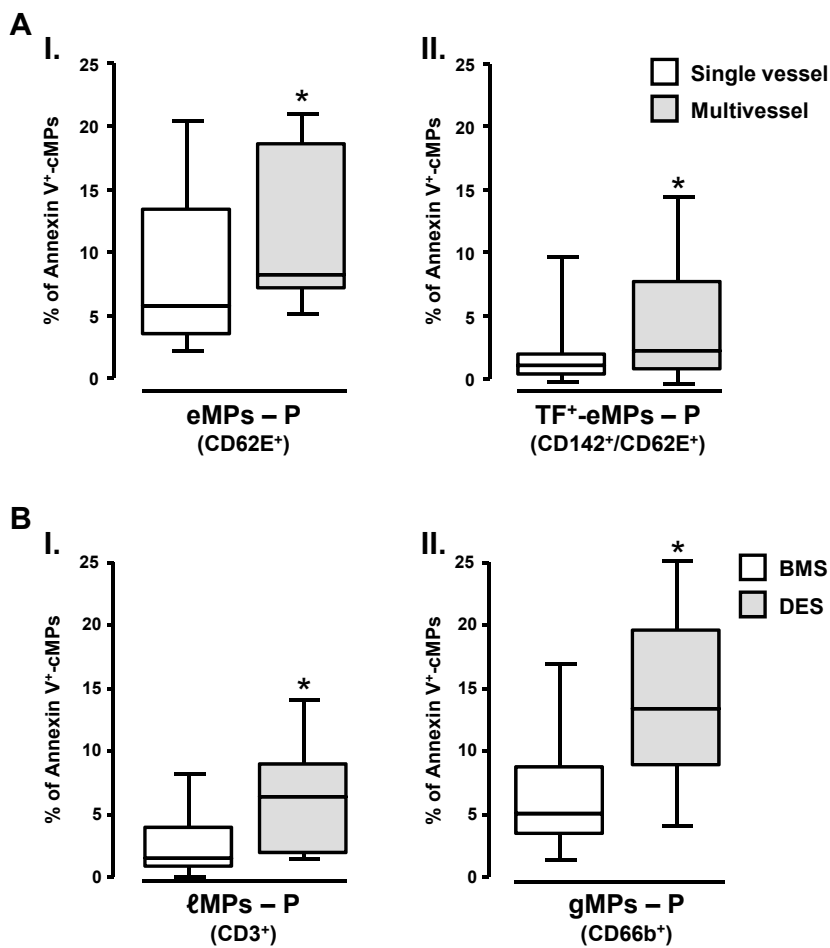 A
I.
% of Annexin V⁺-cMPs
25
20
15
10
5
0
*
eMPs – P
(CD62E⁺)
II.
% of Annexin V⁺-cMPs
25
20
15
10
5
0
*
Single vessel
Multivessel
TF⁺-eMPs – P
(CD142⁺/CD62E⁺)
B
I.
% of Annexin V⁺-cMPs
25
20
15
10
5
0
*
ℓMPs – P
(CD3⁺)
II.
% of Annexin V⁺-cMPs
25
20
15
10
5
0
*
BMS
DES
gMPs – P
(CD66b⁺)